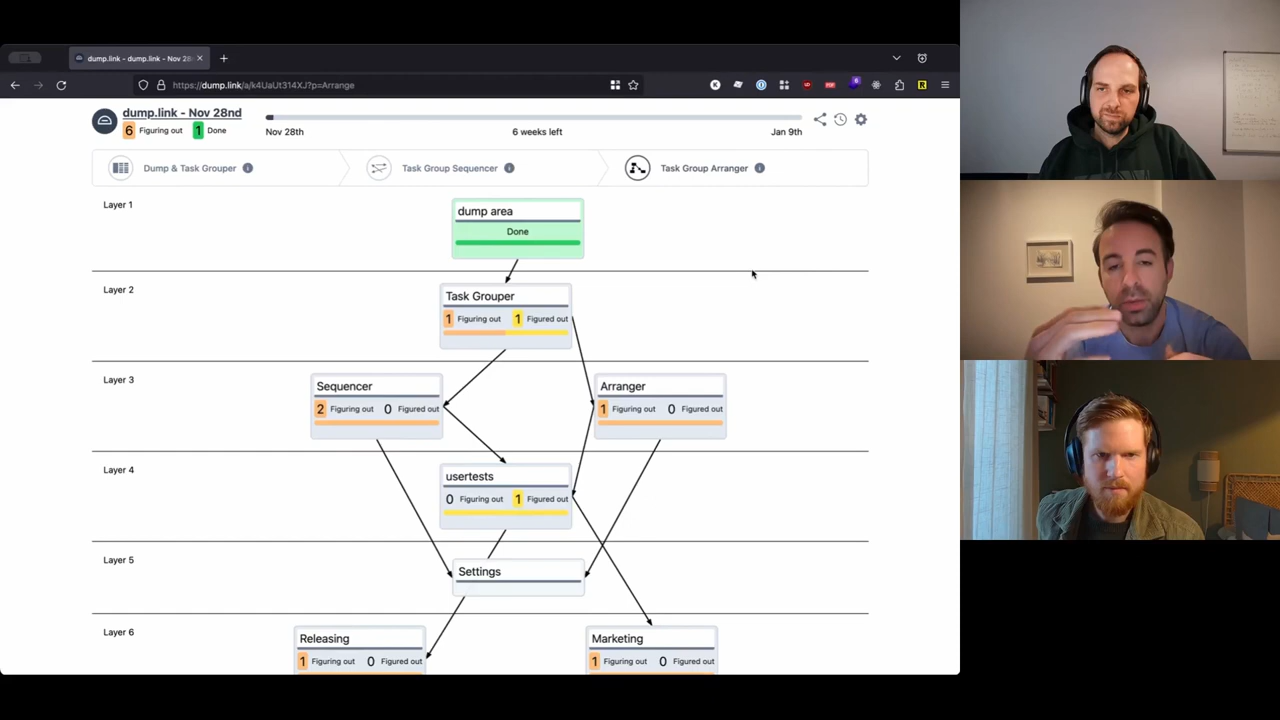 dump.link - dump.link - Nov 28
https://dump.link/a/k4UaUt314XJ?p=Arrange
dump.link - Nov 28nd
6 Figuring out 1 Done
Nov 28th 6 weeks left Jan 9th
Dump & Task Grouper Task Group Sequencer Task Group Arranger
Layer 1
dump area
Done
Layer 2
Task Grouper
1 Figuring out 1 Figured out
Layer 3
Sequencer
2 Figuring out 0 Figured out
Arranger
1 Figuring out 0 Figured out
Layer 4
usertests
0 Figuring out 1 Figured out
Layer 5
Settings
Layer 6
Releasing
1 Figuring out 0 Figured out
Marketing
1 Figuring out 0 Figured out